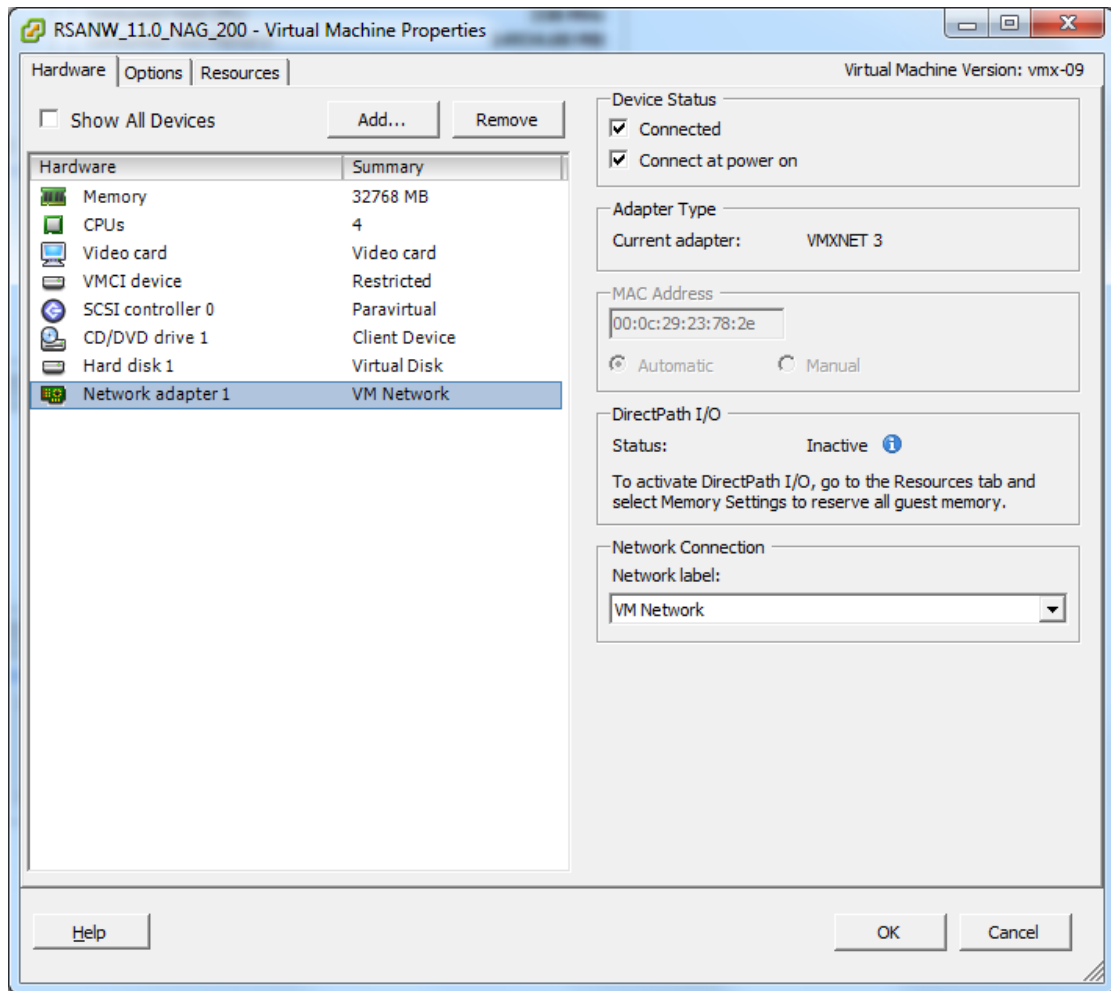 RSANW_11.0_NAG_200 - Virtual Machine Properties
Hardware Options Resources
Virtual Machine Version: vmx-09
Show All Devices
Add...
Remove
Hardware Summary
Memory 32768 MB
CPUs 4
Video card Video card
VMCI device Restricted
SCSI controller 0 Paravirtual
CD/DVD drive 1 Client Device
Hard disk 1 Virtual Disk
Network adapter 1 VM Network
Device Status
Connected
Connect at power on
Adapter Type
Current adapter: VMXNET 3
MAC Address
00:0c:29:23:78:2e
Automatic Manual
DirectPath I/O
Status: Inactive
To activate DirectPath I/O, go to the Resources tab and
select Memory Settings to reserve all guest memory.
Network Connection
Network label:
VM Network
Help
OK
Cancel